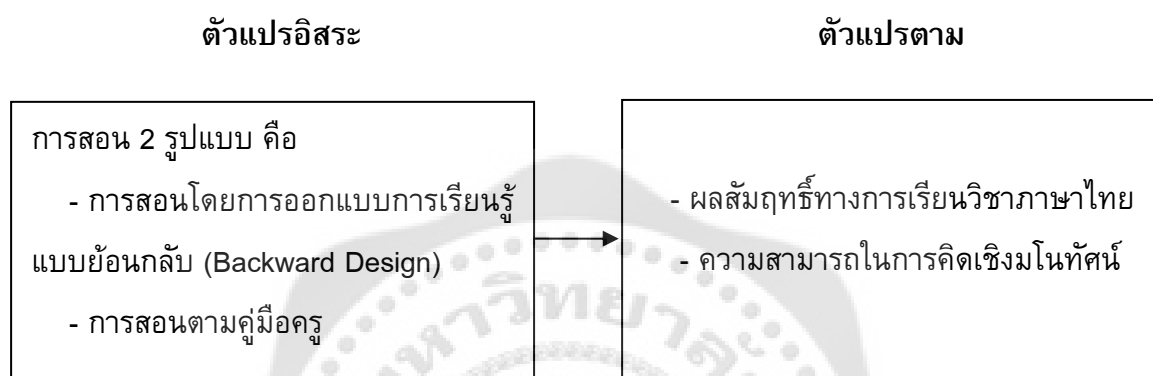 ตัวแปรอิสระ
ตัวแปรตาม
การสอน 2 รูปแบบ คือ
- การสอนโดยการออกแบบการเรียนรู้
แบบย้อนกลับ (Backward Design)
- การสอนตามคู่มือครู
- ผลสัมฤทธิ์ทางการเรียนวิชาภาษาไทย
- ความสามารถในการคิดเชิงมโนทัศน์